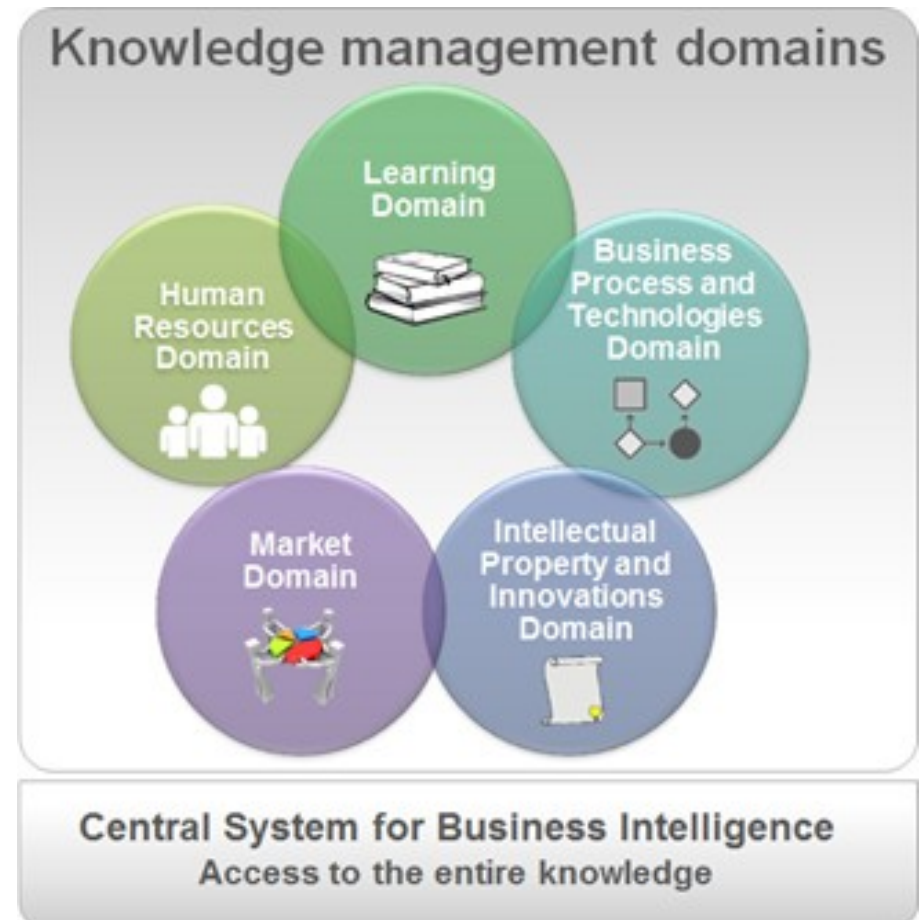 Knowledge management domains
Learning
Domain
Human
Resources
Domain
Business
Process and
Technologies
Domain
Market
Domain
Intellectual
Property and
Innovations
Domain
Central System for Business Intelligence
Access to the entire knowledge